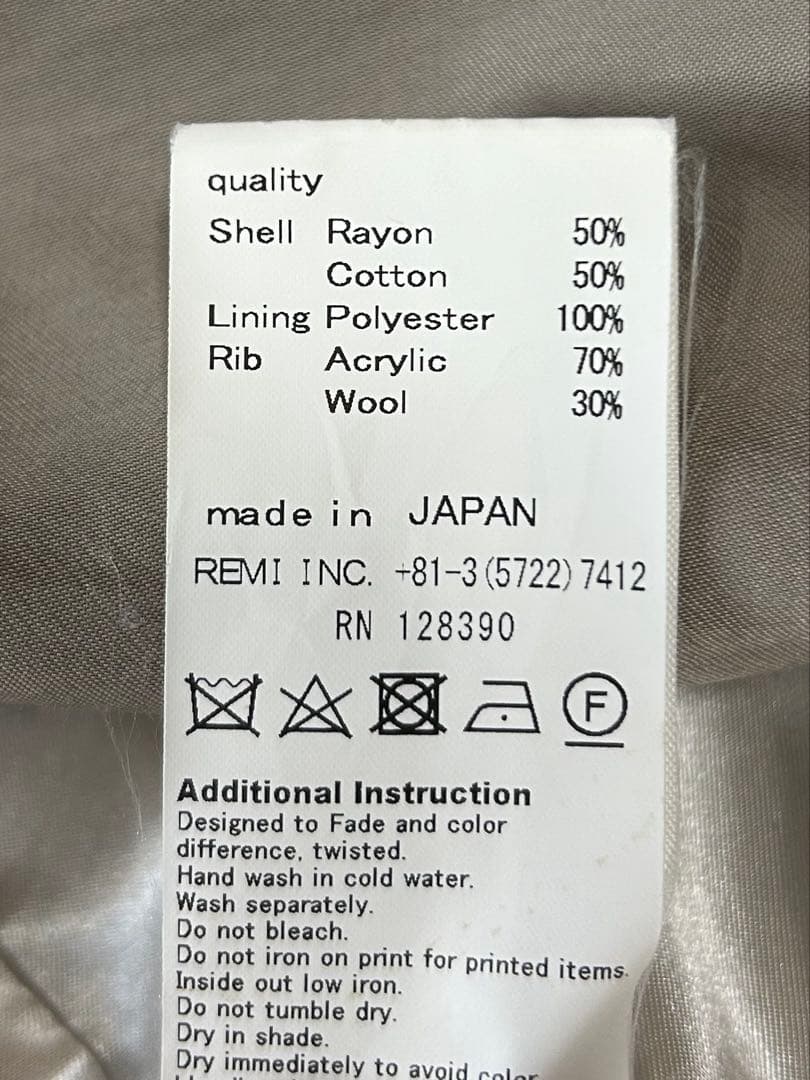 quality
Shell Rayon 50%
Cotton 50%
Lining Polyester 100%
Rib Acrylic 70%
Wool 30%
made in JAPAN
REMI INC. +81-3(5722)7412
RN 128390
F
Additional Instruction
Designed to Fade and color
difference, twisted.
Hand wash in cold water.
Wash separately.
Do not bleach.
Do not iron on print for printed items.
Inside out low iron.
Do not tumble dry.
Dry in shade.
Dry immediately to avoid color